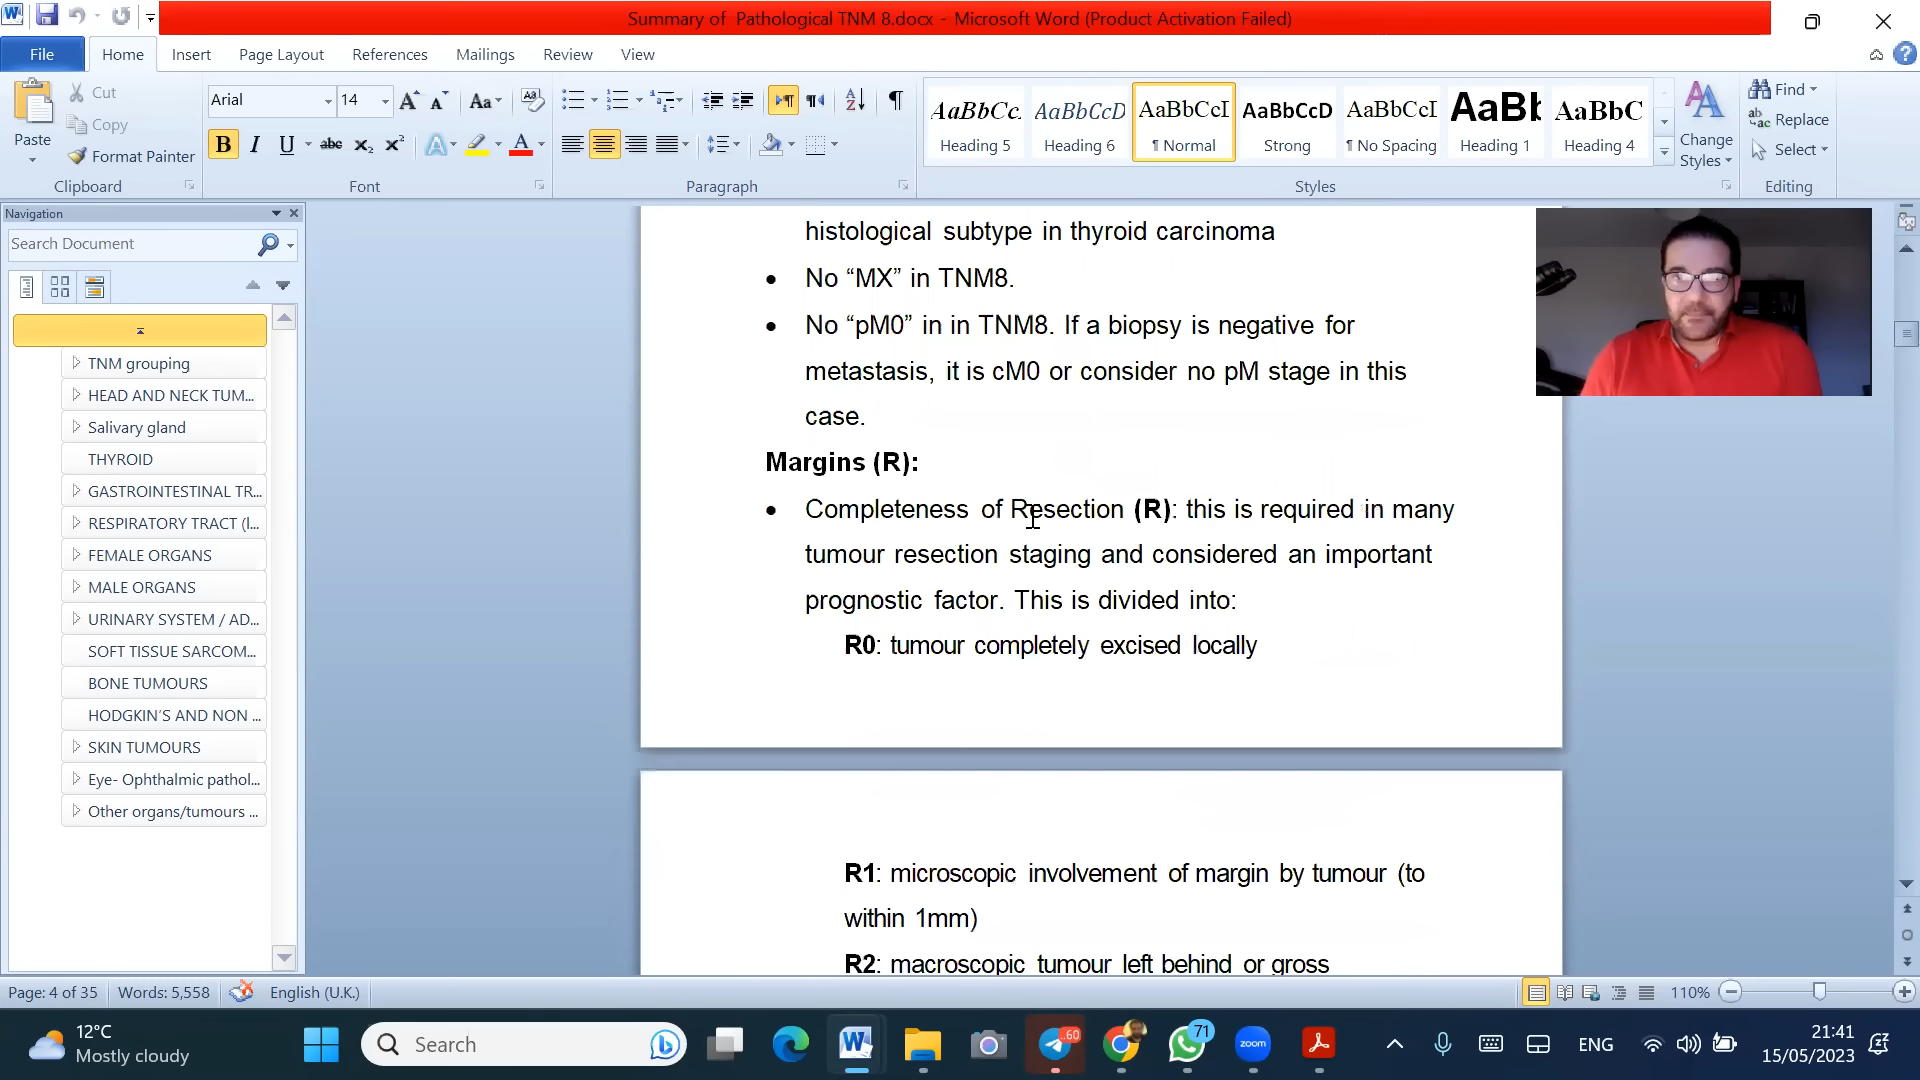 Summary of Pathological TNM 8.docx - Microsoft Word (Product Activation Failed)
File Home Insert Page Layout References Mailings Review View
Paste
Cut
Copy
Format Painter
Clipboard
Arial 14
Font
Paragraph
AaBbCc. AaBbCcD AaBbCcI AaBbCcD AaBbCcI AaBb AaBbC
Heading 5 Heading 6 ¶ Normal Strong ¶ No Spacing Heading 1 Heading 4
Change Styles
Styles
Find
Replace
Select
Editing
Navigation
Search Document
TNM grouping
HEAD AND NECK TUM...
Salivary gland
THYROID
GASTROINTESTINAL TR...
RESPIRATORY TRACT (l...
FEMALE ORGANS
MALE ORGANS
URINARY SYSTEM / AD...
SOFT TISSUE SARCOM...
BONE TUMOURS
HODGKIN'S AND NON ...
SKIN TUMOURS
Eye- Ophthalmic pathol...
Other organs/tumours ...
histological subtype in thyroid carcinoma
• No “MX” in TNM8.
• No “pM0” in in TNM8. If a biopsy is negative for
metastasis, it is cM0 or consider no pM stage in this
case.
Margins (R):
• Completeness of Resection (R): this is required in many
tumour resection staging and considered an important
prognostic factor. This is divided into:
R0: tumour completely excised locally
R1: microscopic involvement of margin by tumour (to
within 1mm)
R2: macroscopic tumour left behind or gross
Page: 4 of 35 Words: 5,558 English (U.K.) 110%
12°C
Mostly cloudy
Search
60
71
zoom
ENG
21:41
15/05/2023